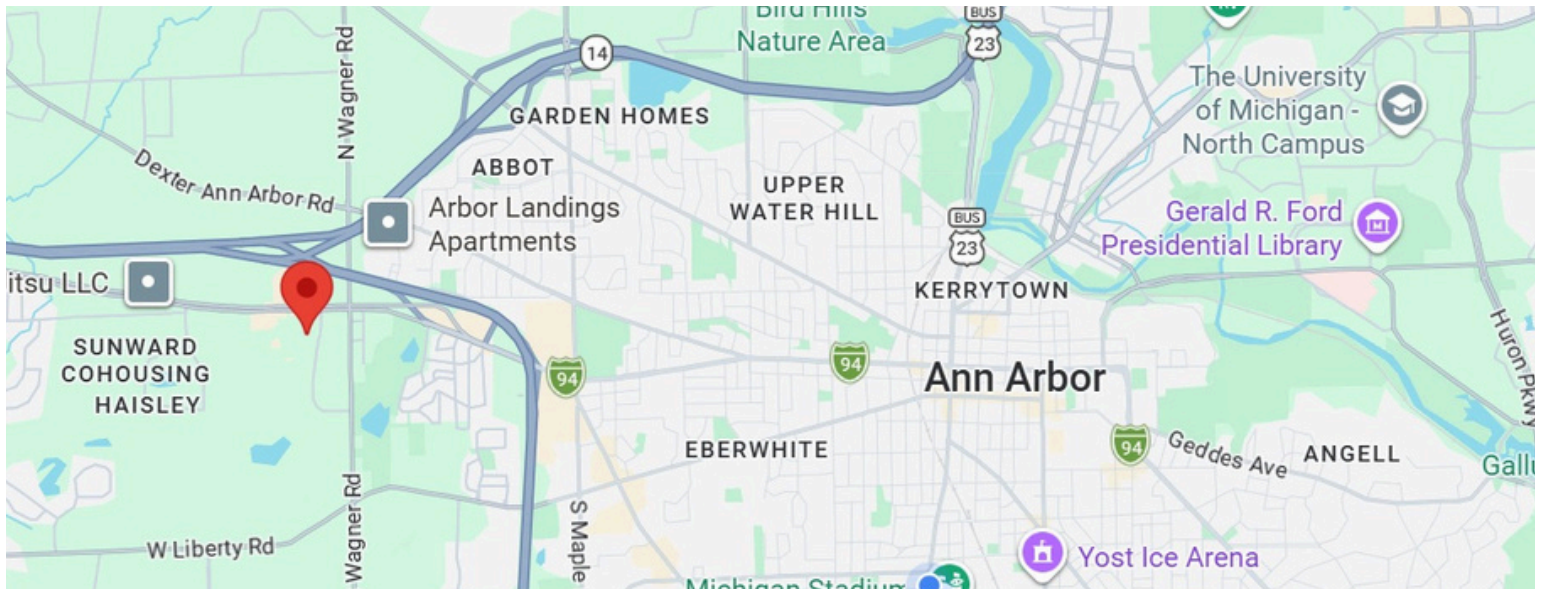 Bird Hills
Nature Area
BUS
23
14
N Wagner Rd
GARDEN HOMES
The University
of Michigan -
North Campus
Dexter Ann Arbor Rd
ABBOT
UPPER
WATER HILL
Arbor Landings
Apartments
BUS
23
Gerald R. Ford
Presidential Library
itsu LLC
KERRYTOWN
Huron Pkwy
SUNWARD
COHOUSING
HAISLEY
94
94
Ann Arbor
94
EBERWHITE
Geddes Ave
ANGELL
Gallu
Wagner Rd
S Maple
W Liberty Rd
Yost Ice Arena
Michigan Stadium